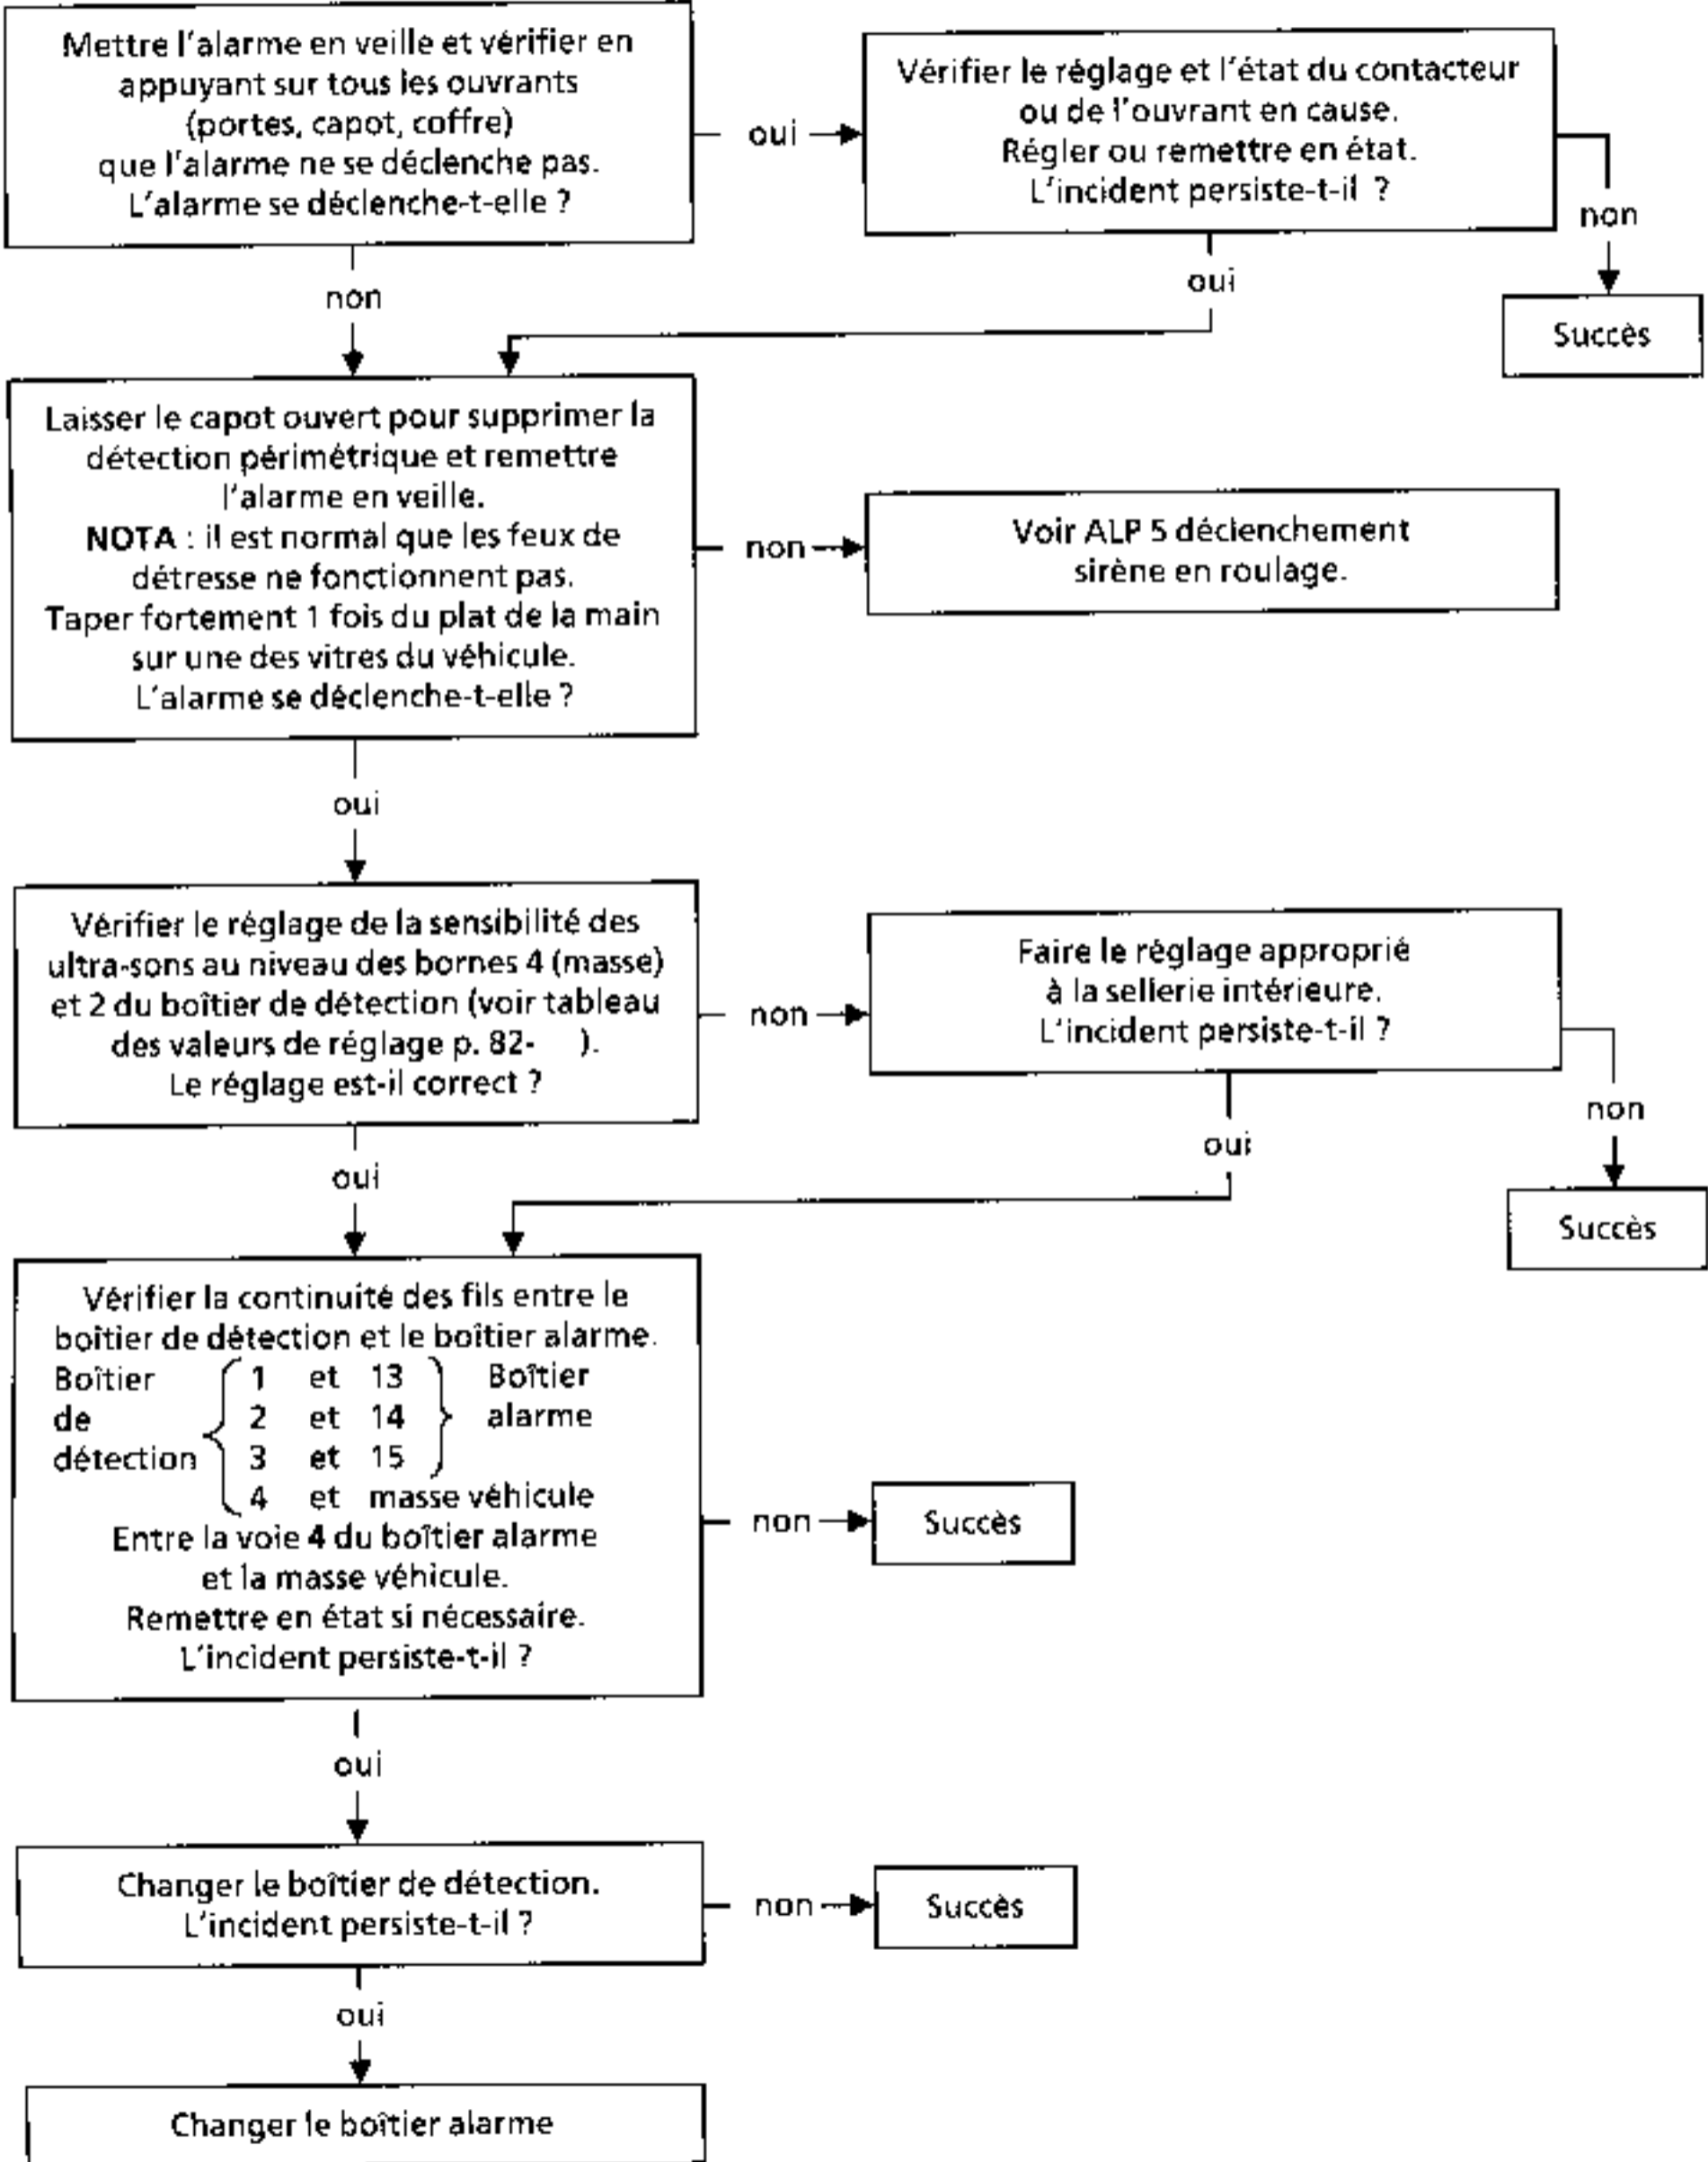 Mettre l'alarme en veille et vérifier en
appuyant sur tous les ouvrants
(portes, capot, coffre)
que l'alarme ne se déclenche pas.
L'alarme se déclenche-t-elle ?
oui
Vérifier le réglage et l'état du contacteur
ou de l'ouvrant en cause.
Régler ou remettre en état.
L'incident persiste-t-il ?
non
Succès
oui
non
Laisser le capot ouvert pour supprimer la
détection périmétrique et remettre
l'alarme en veille.
NOTA : il est normal que les feux de
détresse ne fonctionnent pas.
Taper fortement 1 fois du plat de la main
sur une des vitres du véhicule.
L'alarme se déclenche-t-elle ?
non
Voir ALP 5 déclenchement
sirène en roulage.
oui
Vérifier le réglage de la sensibilité des
ultra-sons au niveau des bornes 4 (masse)
et 2 du boîtier de détection (voir tableau
des valeurs de réglage p. 82- ).
Le réglage est-il correct ?
non
Faire le réglage approprié
à la sellerie intérieure.
L'incident persiste-t-il ?
non
Succès
oui
oui
Vérifier la continuité des fils entre le
boîtier de détection et le boîtier alarme.
Boîtier 1 et 13 Boîtier
de 2 et 14 alarme
détection 3 et 15
4 et masse véhicule
Entre la voie 4 du boîtier alarme
et la masse véhicule.
Remettre en état si nécessaire.
L'incident persiste-t-il ?
non
Succès
oui
Changer le boîtier de détection.
L'incident persiste-t-il ?
non
Succès
oui
Changer le boîtier alarme